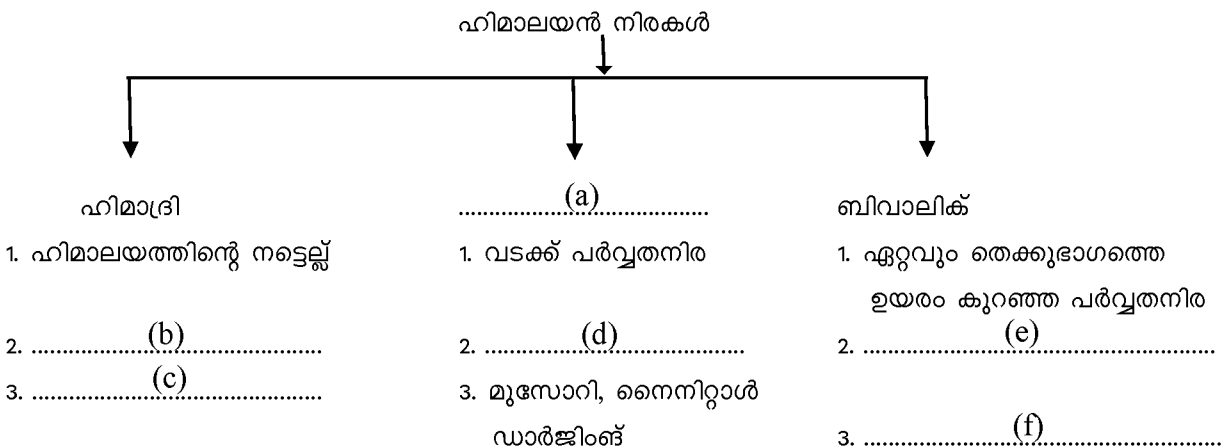 ഹിമാലയൻ നിരകൾ
ഹിമാദ്രി
1. ഹിമാലയത്തിന്റെ നട്ടെല്ല്
2. ..........(b)..........
3. ..........(c)..........
..........(a)..........
1. വടക്ക് പർവ്വതനിര
2. ..........(d)..........
3. മുസോറി, നൈനിറ്റാൾ
ഡാർജിംങ്
ബിവാലിക്
1. ഏറ്റവും തെക്കുഭാഗത്തെ
ഉയരം കുറഞ്ഞ പർവ്വതനിര
2. ..........(e)..........
3. ..........(f)..........